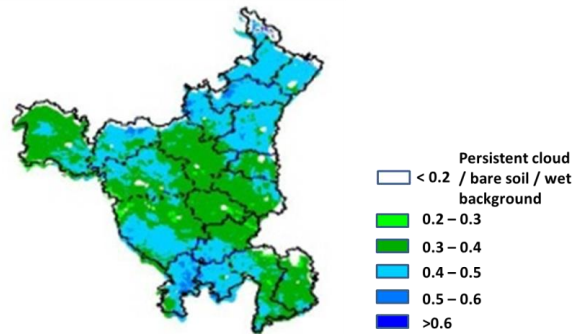 Persistent cloud
< 0.2 / bare soil / wet
background
0.2 – 0.3
0.3 – 0.4
0.4 – 0.5
0.5 – 0.6
>0.6